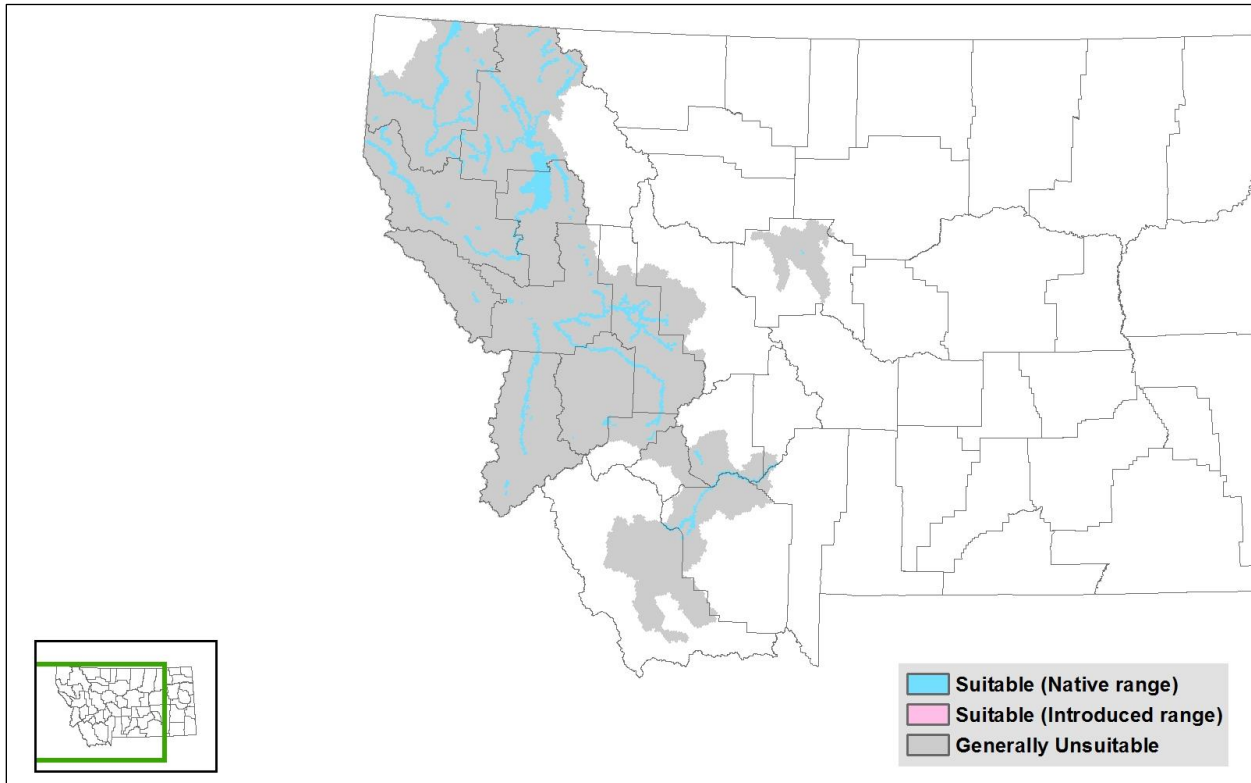 Suitable (Native range)
Suitable (Introduced range)
Generally Unsuitable